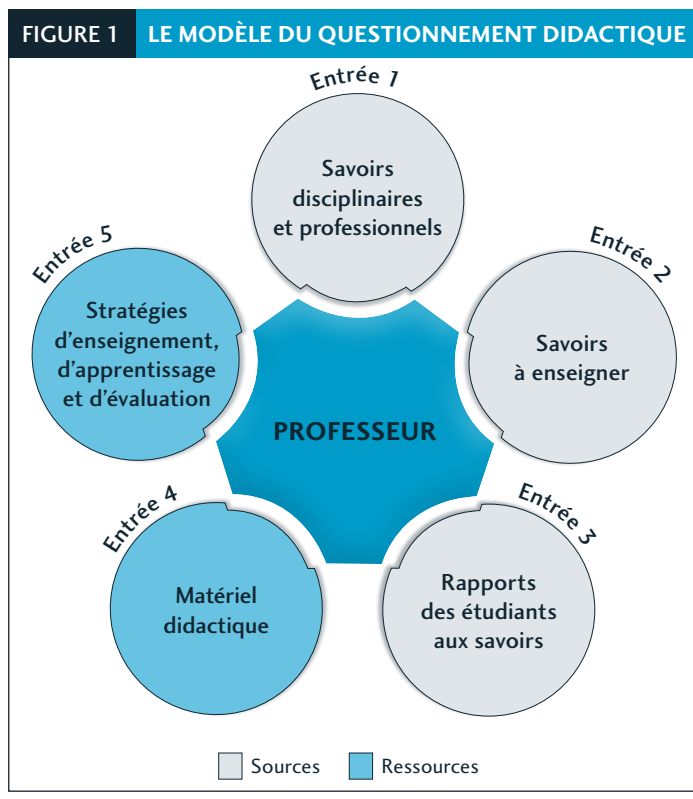 FIGURE 1 LE MODÈLE DU QUESTIONNEMENT DIDACTIQUE
Entrée 1
Savoirs
disciplinaires
et professionnels
Entrée 2
Savoirs
à enseigner
Entrée 3
Rapports
des étudiants
aux savoirs
Entrée 4
Matériel
didactique
Entrée 5
Stratégies
d'enseignement,
d'apprentissage
et d'évaluation
PROFESSEUR
Sources Ressources